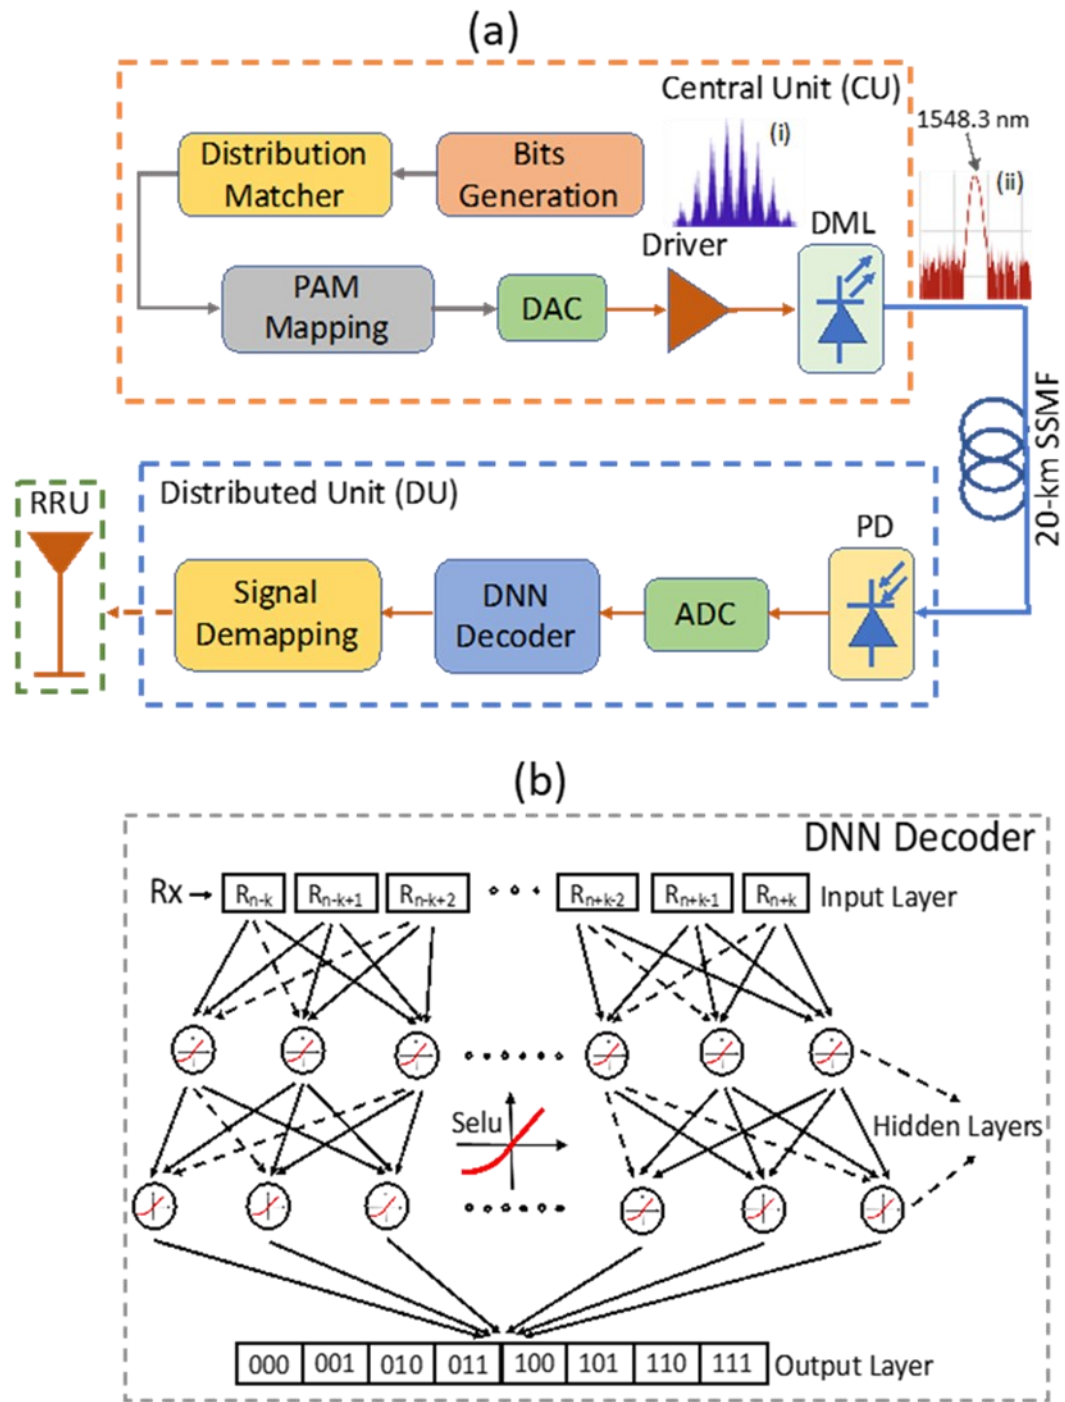 (a)
Central Unit (CU)
1548.3 nm
Distribution
Matcher
Bits
Generation
(i)
(ii)
DML
Driver
PAM
Mapping
DAC
20-km SSMF
Distributed Unit (DU)
RRU
PD
Signal
Demapping
DNN
Decoder
ADC
(b)
DNN Decoder
Rx
Rn-k
Rn-k+1
Rn-k+2
Rn+k-2
Rn+k-1
Rn+k
Input Layer
Selu
Hidden Layers
000 001 010 011 100 101 110 111
Output Layer